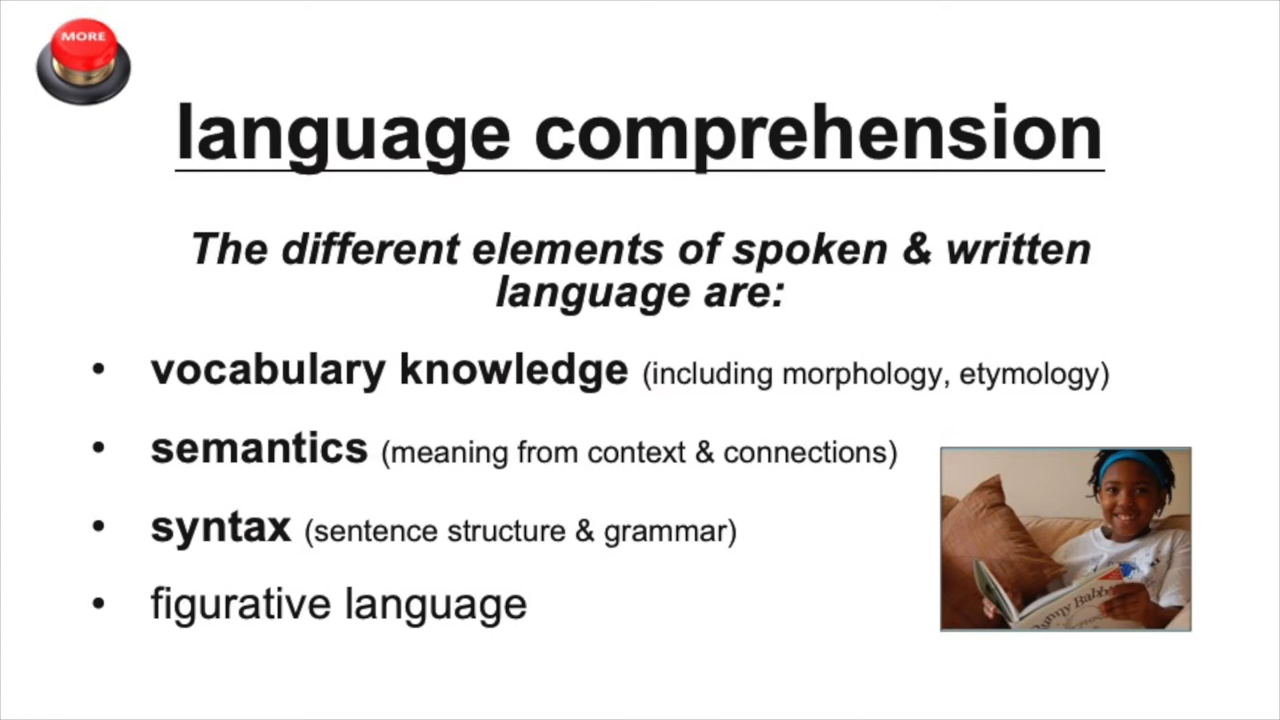 MORE
language comprehension
The different elements of spoken & written
language are:
• vocabulary knowledge (including morphology, etymology)
• semantics (meaning from context & connections)
• syntax (sentence structure & grammar)
• figurative language